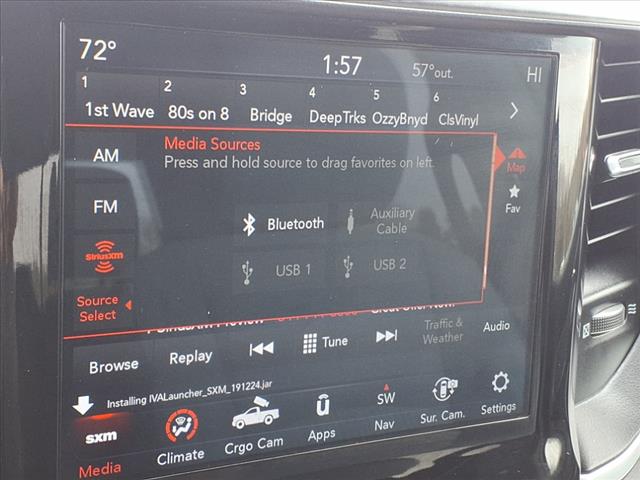 72°
1:57
57°out.
HI
1 2 3 4 5 6
1st Wave 80s on 8 Bridge DeepTrks OzzyBnyd ClsVinyl
AM
Media Sources
Press and hold source to drag favorites on left.
Map
FM
Fav
Bluetooth
Auxiliary
Cable
SiriusXM
USB 1
USB 2
Source
Select
Browse
Replay
Tune
Traffic &
Weather
Audio
Installing IVALauncher_SXM_191224.jar
sxm
Media
Climate
Crgo Cam
Apps
SW
Nav
Sur. Cam.
Settings